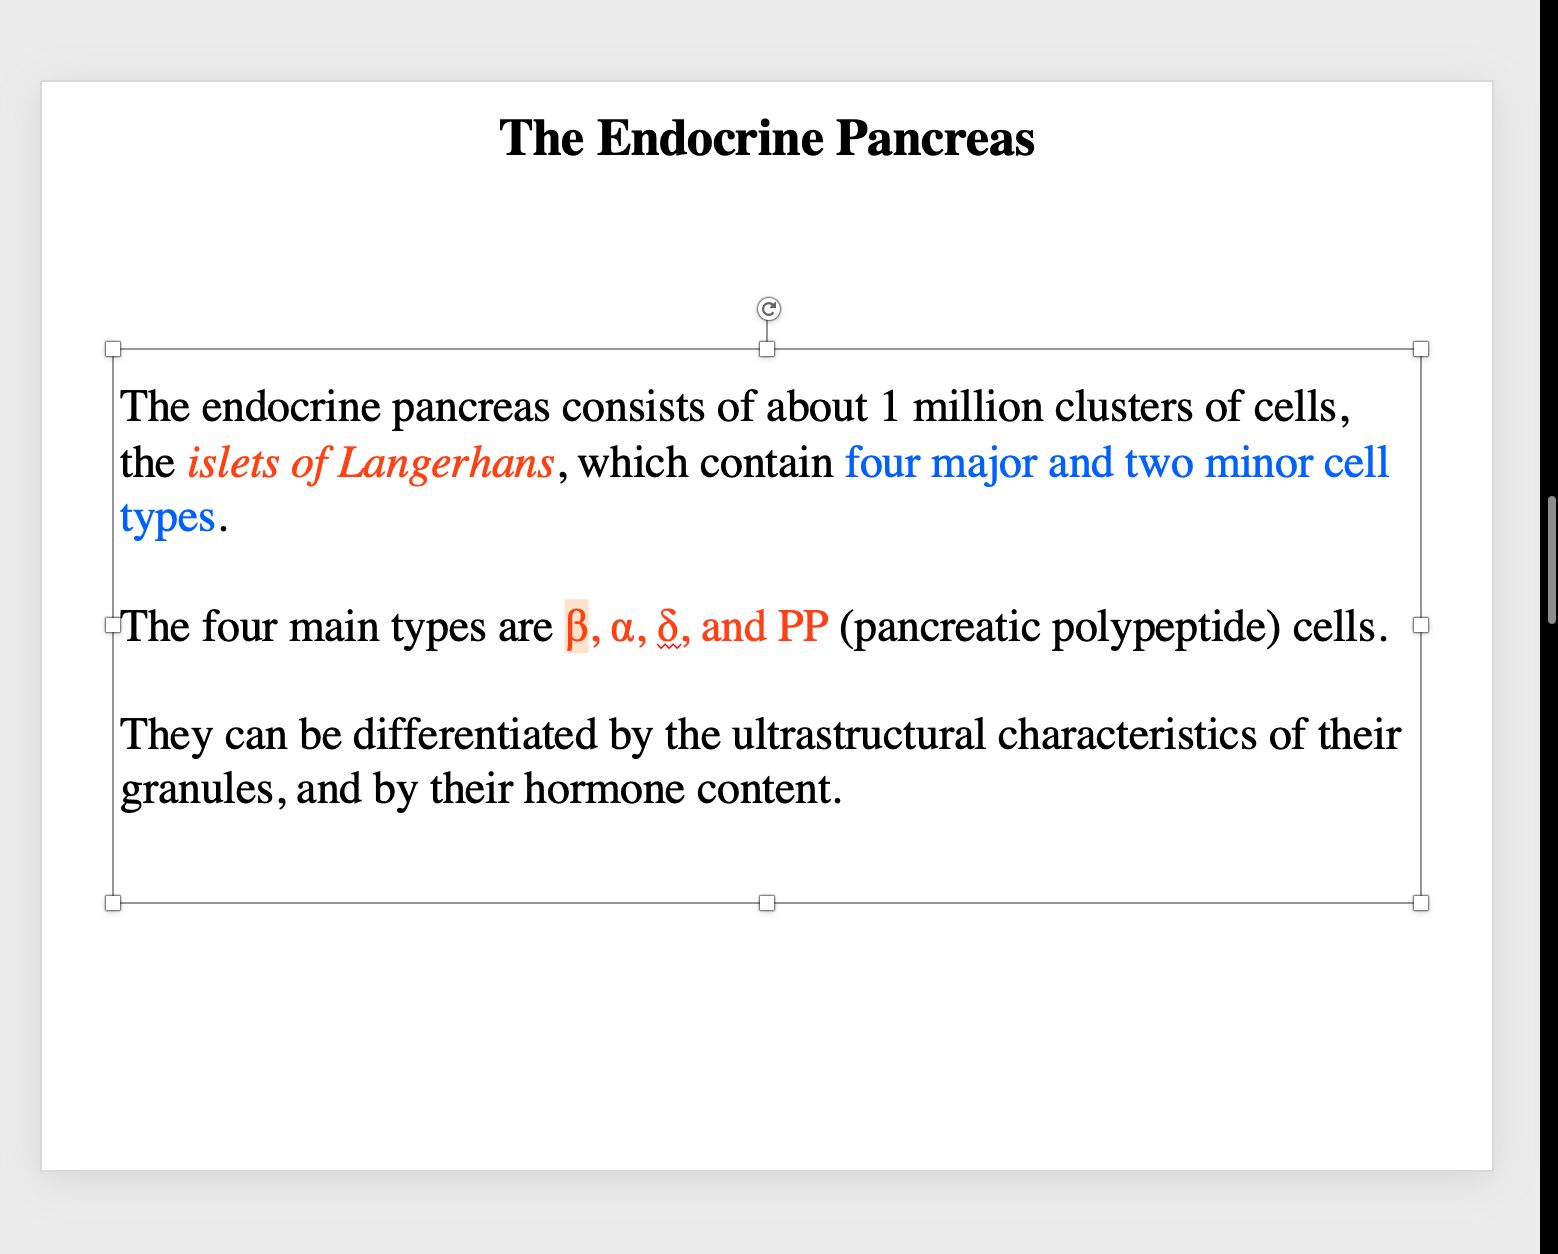 The Endocrine Pancreas
The endocrine pancreas consists of about 1 million clusters of cells,
the islets of Langerhans, which contain four major and two minor cell
types.
The four main types are β, α, δ, and PP (pancreatic polypeptide) cells.
They can be differentiated by the ultrastructural characteristics of their
granules, and by their hormone content.